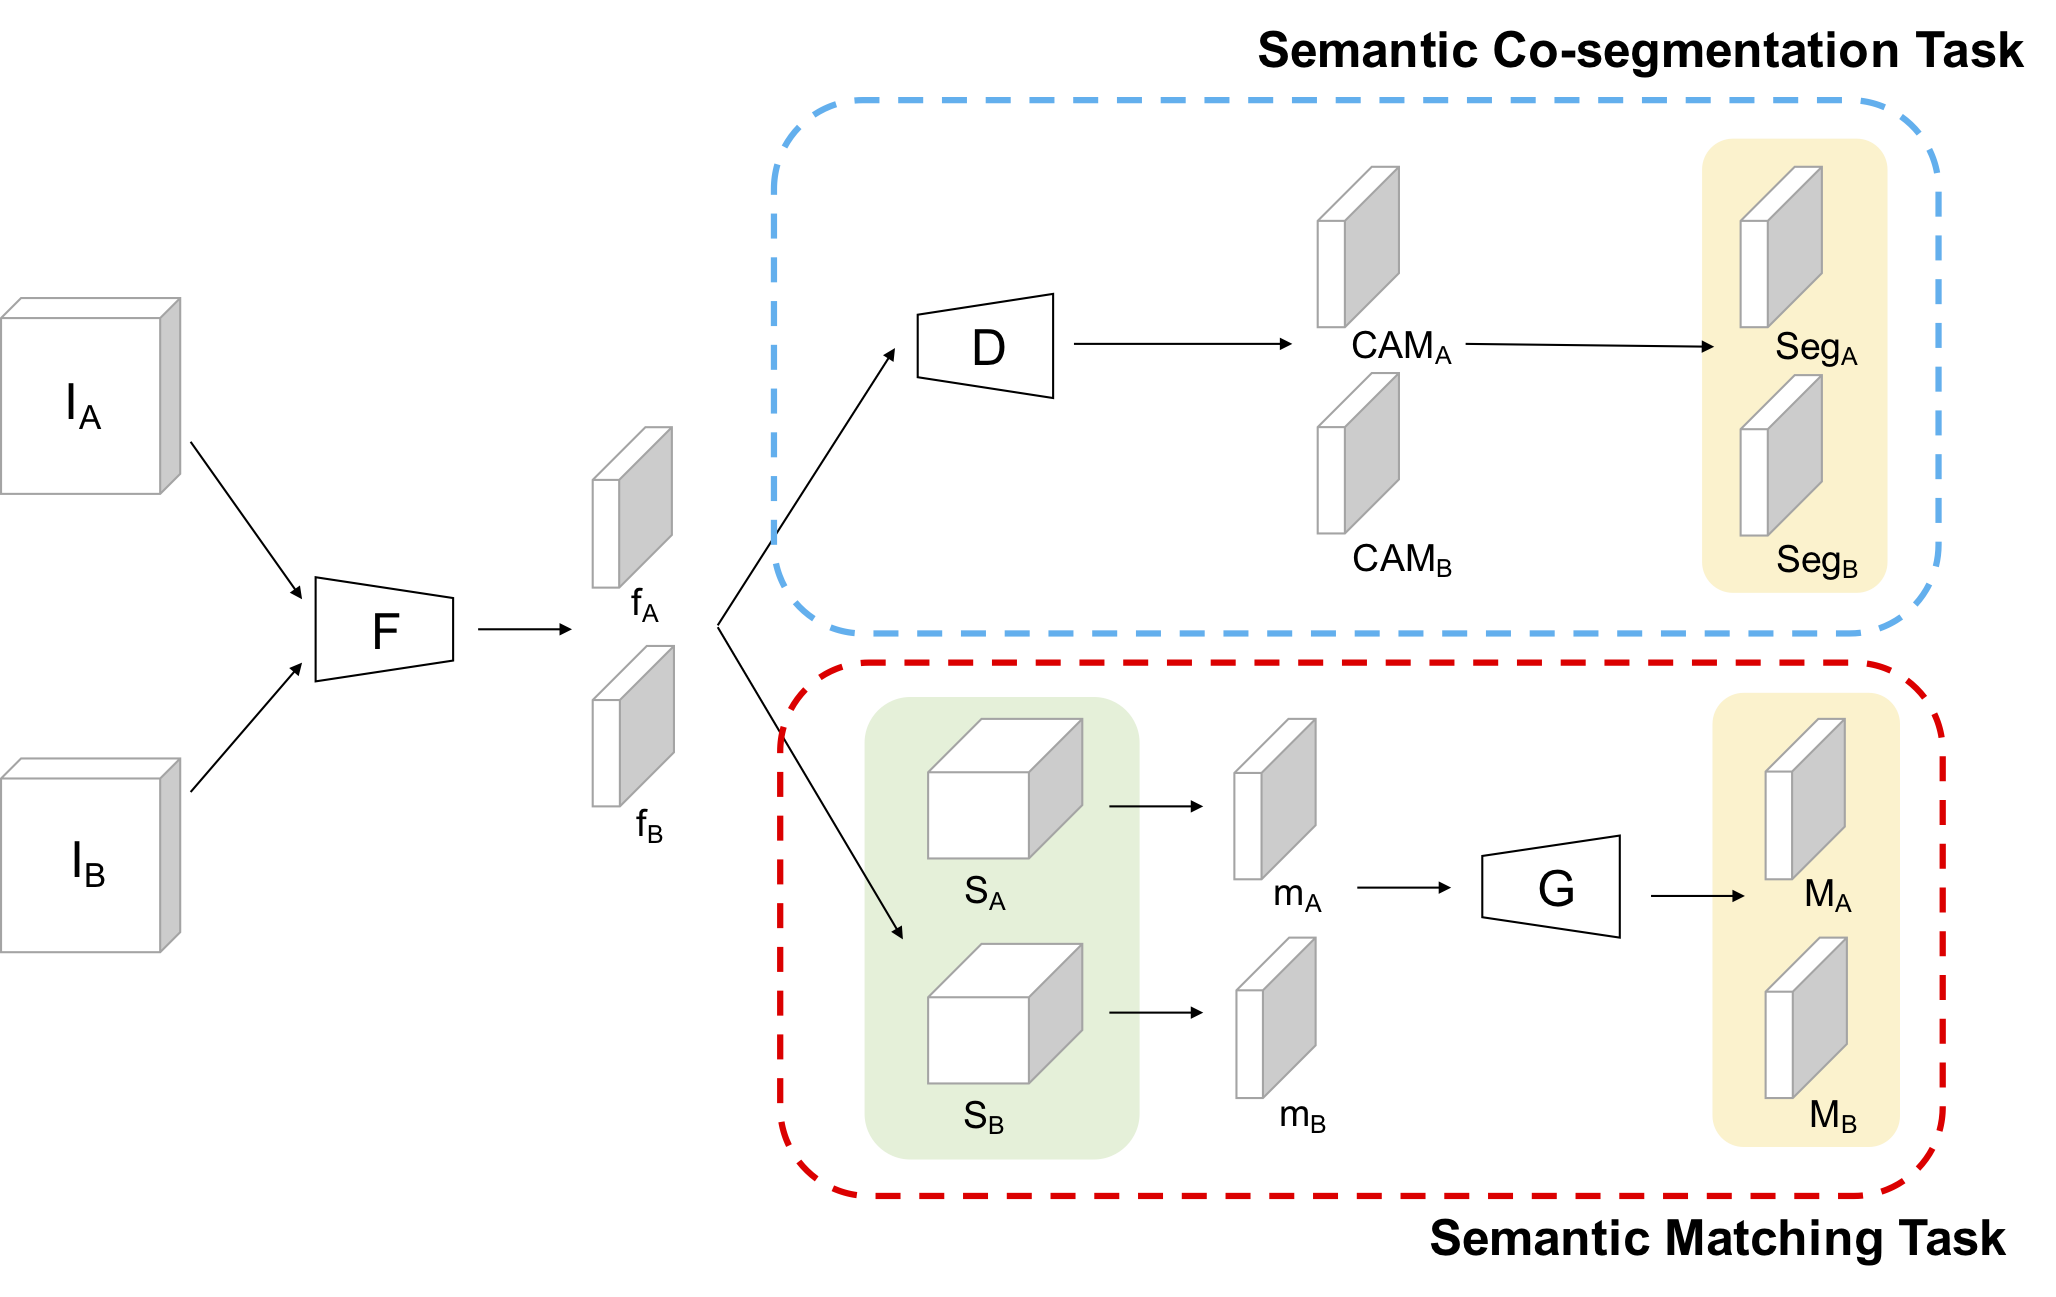 Semantic Co-segmentation Task
I_A
I_B
F
f_A
f_B
D
CAM_A
CAM_B
Seg_A
Seg_B
S_A
S_B
m_A
m_B
G
M_A
M_B
Semantic Matching Task